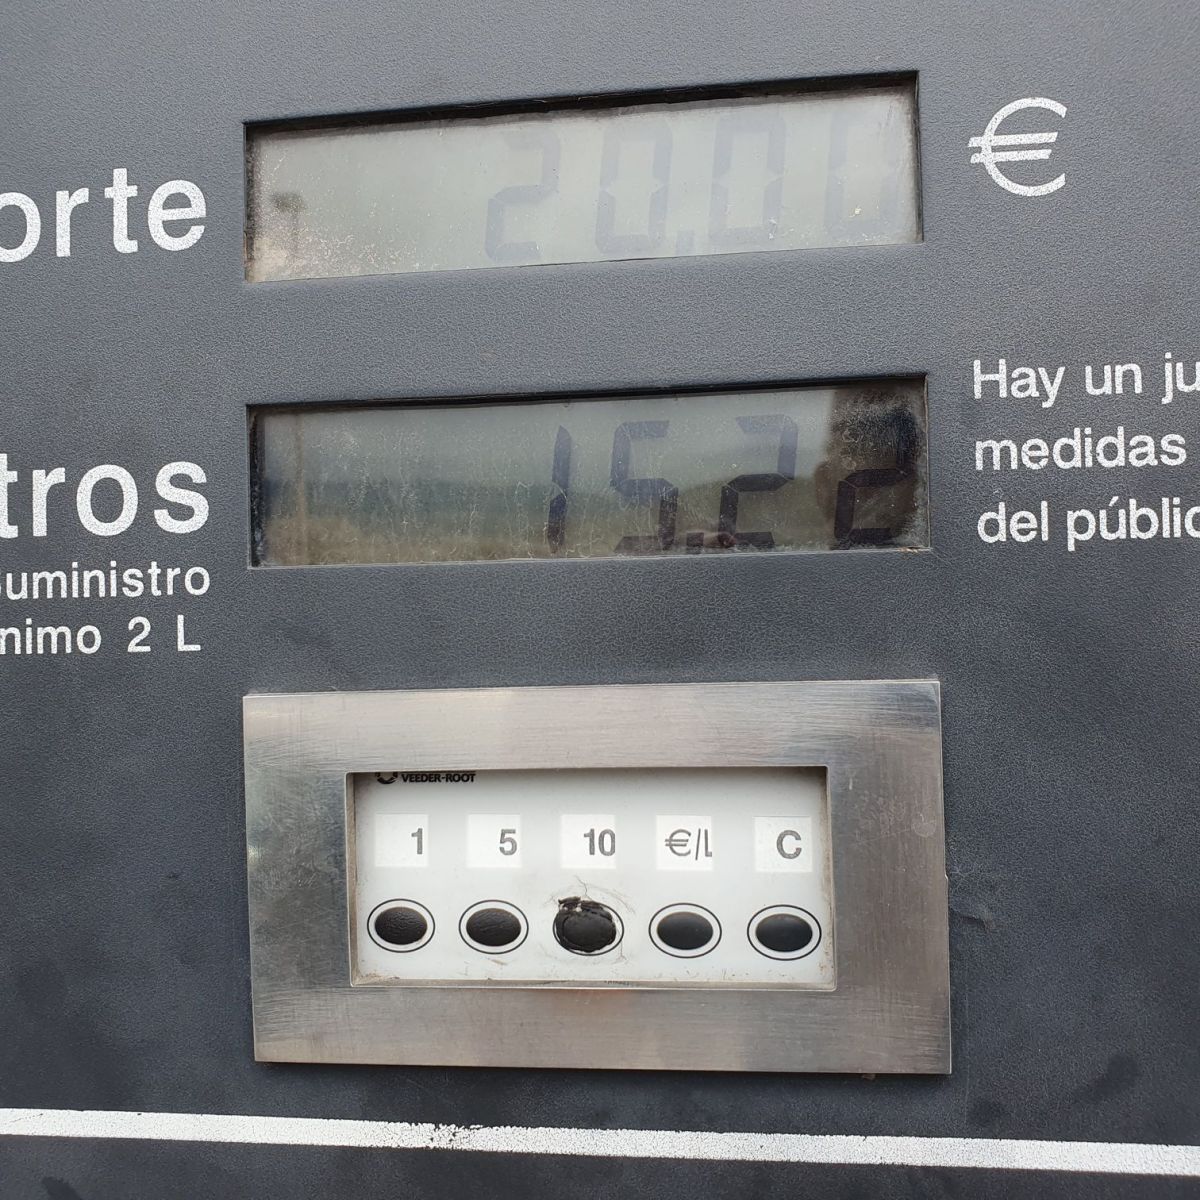 orte 20,00 €
tros 15,22
suministro
nimo 2 L
Hay un ju
medidas
del públic
VEEDER-ROOT
1 5 10 €/L C